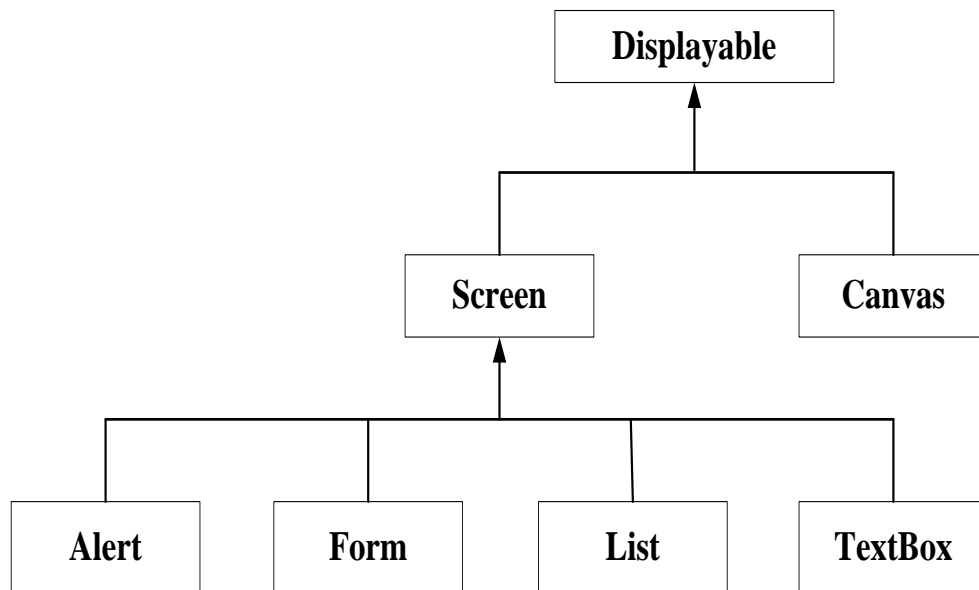 Displayable
Screen
Canvas
Alert
Form
List
TextBox